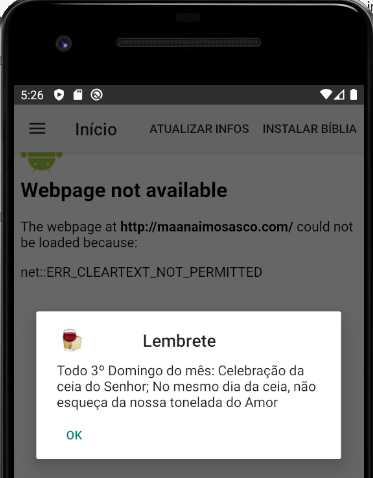 5:26
Início ATUALIZAR INFOS INSTALAR BÍBLIA
Webpage not available
The webpage at http://maanaimosasco.com/ could not
be loaded because:
net::ERR_CLEARTEXT_NOT_PERMITTED
Lembrete
Todo 3º Domingo do mês: Celebração da
ceia do Senhor; No mesmo dia da ceia, não
esqueça da nossa tonelada do Amor
OK